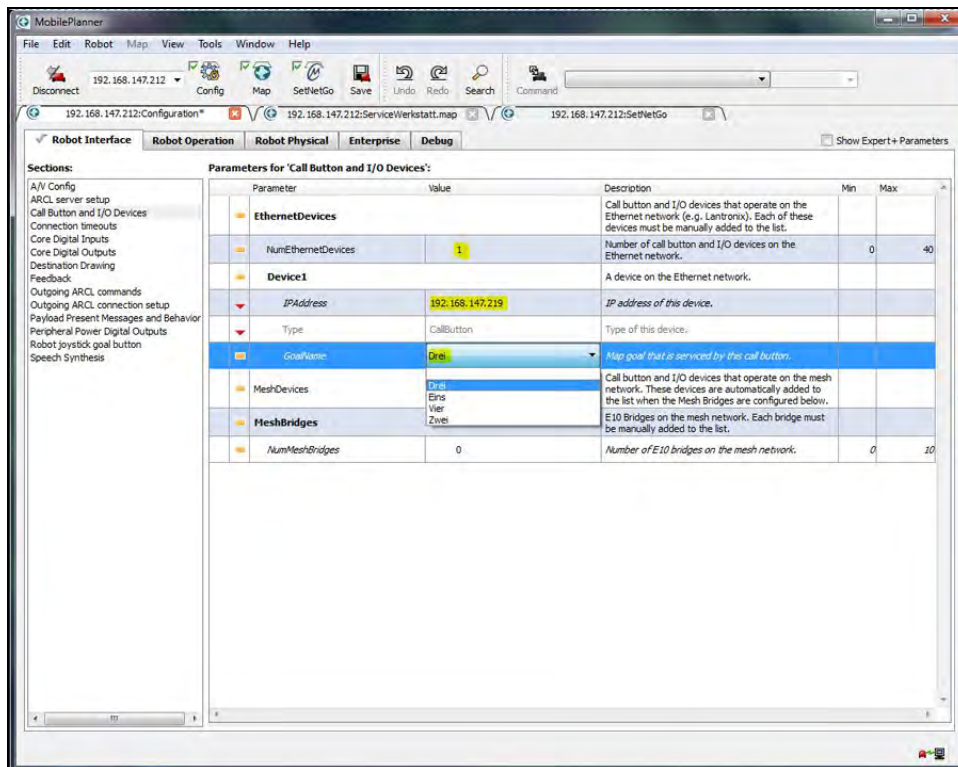 MobilePlanner
File Edit Robot Map View Tools Window Help
Disconnect 192.168.147.212 Config Map SetNetGo Save Undo Redo Search Command
192.168.147.212:Configuration* 192.168.147.212:ServiceWerkstatt.map 192.168.147.212:SetNetGo
Robot Interface Robot Operation Robot Physical Enterprise Debug Show Expert+ Parameters
Sections:
A/V Config
ARCL server setup
Call Button and I/O Devices
Connection timeouts
Core Digital Inputs
Core Digital Outputs
Destination Drawing
Feedback
Outgoing ARCL commands
Outgoing ARCL connection setup
Payload Present Messages and Behavior
Peripheral Power Digital Outputs
Robot joystick goal button
Speech Synthesis
Parameters for 'Call Button and I/O Devices':
Parameter Value Description Min Max
EthernetDevices
Call button and I/O devices that operate on the
Ethernet network (e.g. Lantronix). Each of these
devices must be manually added to the list.
NumEthernetDevices 1
Number of call button and I/O devices on the
Ethernet network.
0 40
Device1 A device on the Ethernet network.
IPAddress 192.168.147.219 IP address of this device.
Type CallButton Type of this device.
GoalName Drei Map goal that is serviced by this call button.
Drei
Eins
Vier
Zwei
MeshDevices
Call button and I/O devices that operate on the mesh
network. These devices are automatically added to
the list when the Mesh Bridges are configured below.
MeshBridges
E10 Bridges on the mesh network. Each bridge must
be manually added to the list.
NumMeshBridges 0 Number of E10 bridges on the mesh network. 0 10